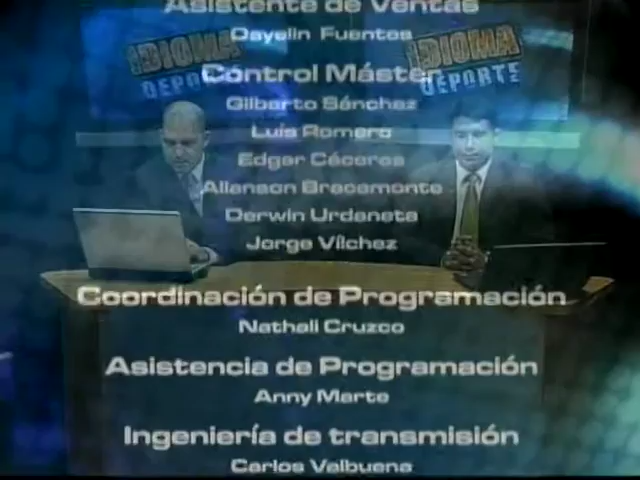 Asistente de Ventas
Dayelin Fuentes
IDIOMA
DEPORTE
IDIOMA
DEPORTE
Control Máster
Gilberto Sánchez
Luis Romero
Edgar Cáceres
Allenson Bracamonte
Derwin Urdaneta
Jorge Vílchez
Coordinación de Programación
Nathali Cruzco
Asistencia de Programación
Anny Marte
Ingeniería de transmisión
Carlos Valbuena